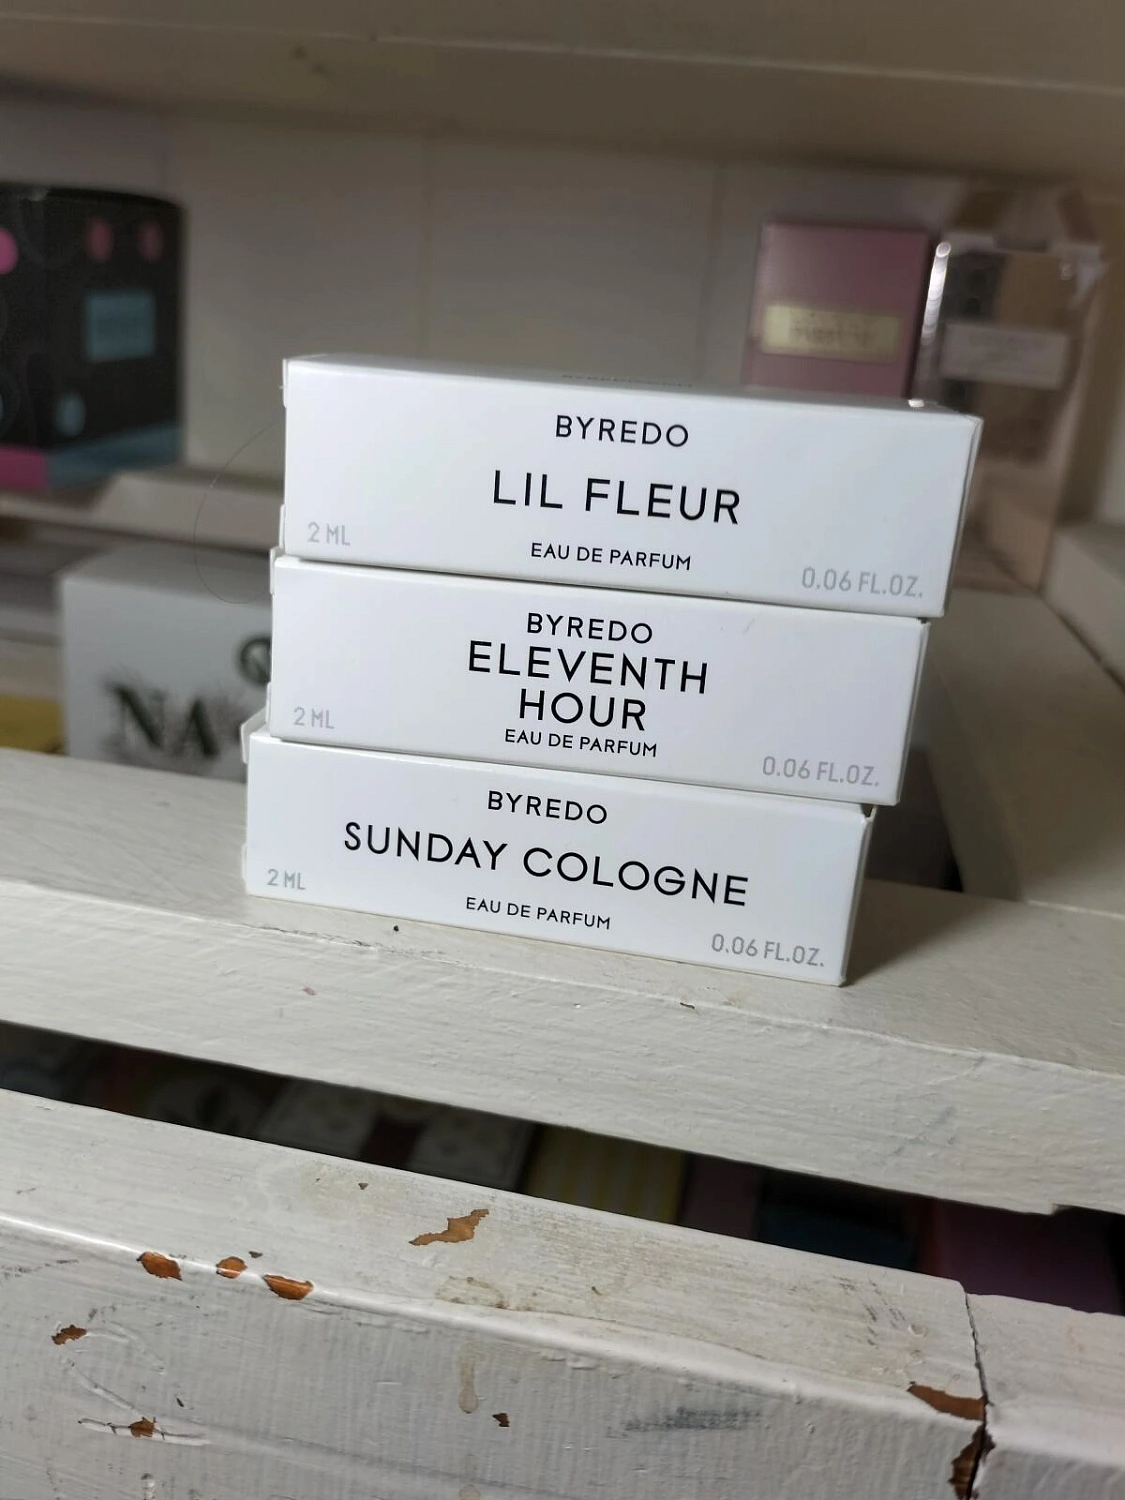 BYREDO
LIL FLEUR
EAU DE PARFUM
2 ML
0.06 FL.OZ.
BYREDO
ELEVENTH
HOUR
EAU DE PARFUM
2 ML
0.06 FL.OZ.
BYREDO
SUNDAY COLOGNE
EAU DE PARFUM
2 ML
0.06 FL.OZ.
NA